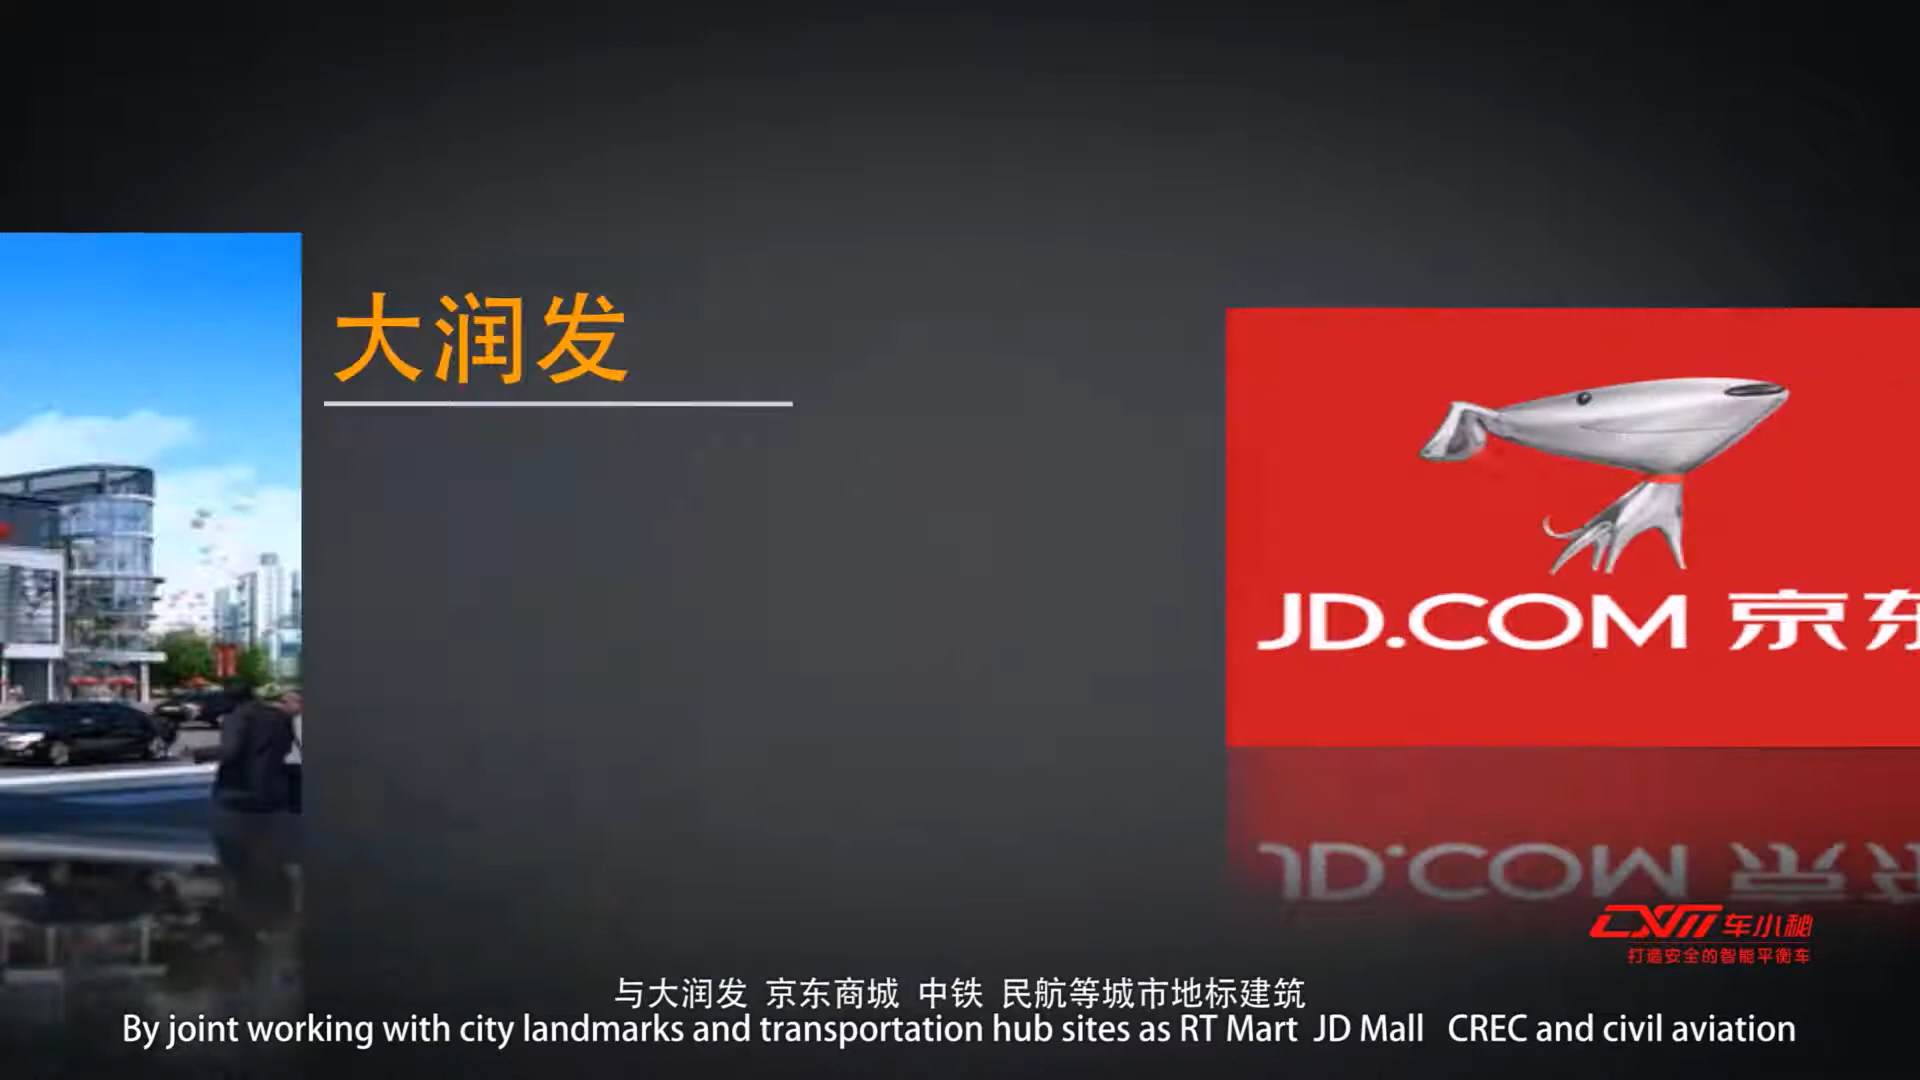 大润发
JD.COM 京东
CXM 车小秘
打造安全的智能平衡车
与大润发 京东商城 中铁 民航等城市地标建筑
By joint working with city landmarks and transportation hub sites as RT Mart JD Mall CREC and civil aviation